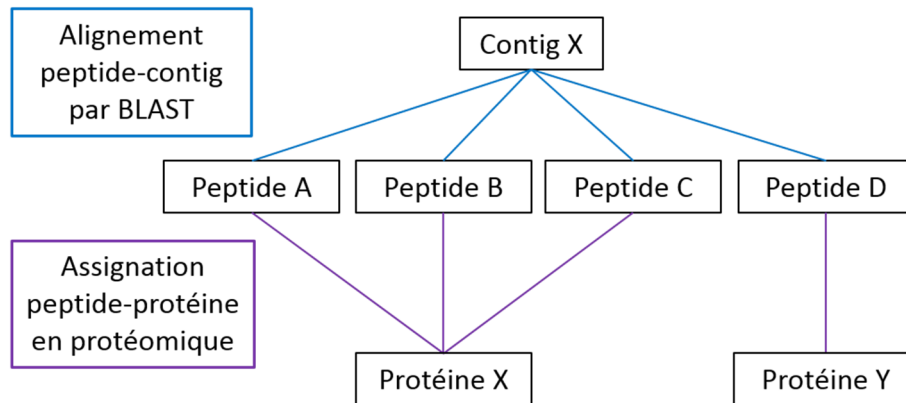 Alignement
peptide-contig
par BLAST
Contig X
Peptide A
Peptide B
Peptide C
Peptide D
Assignation
peptide-protéine
en protéomique
Protéine X
Protéine Y